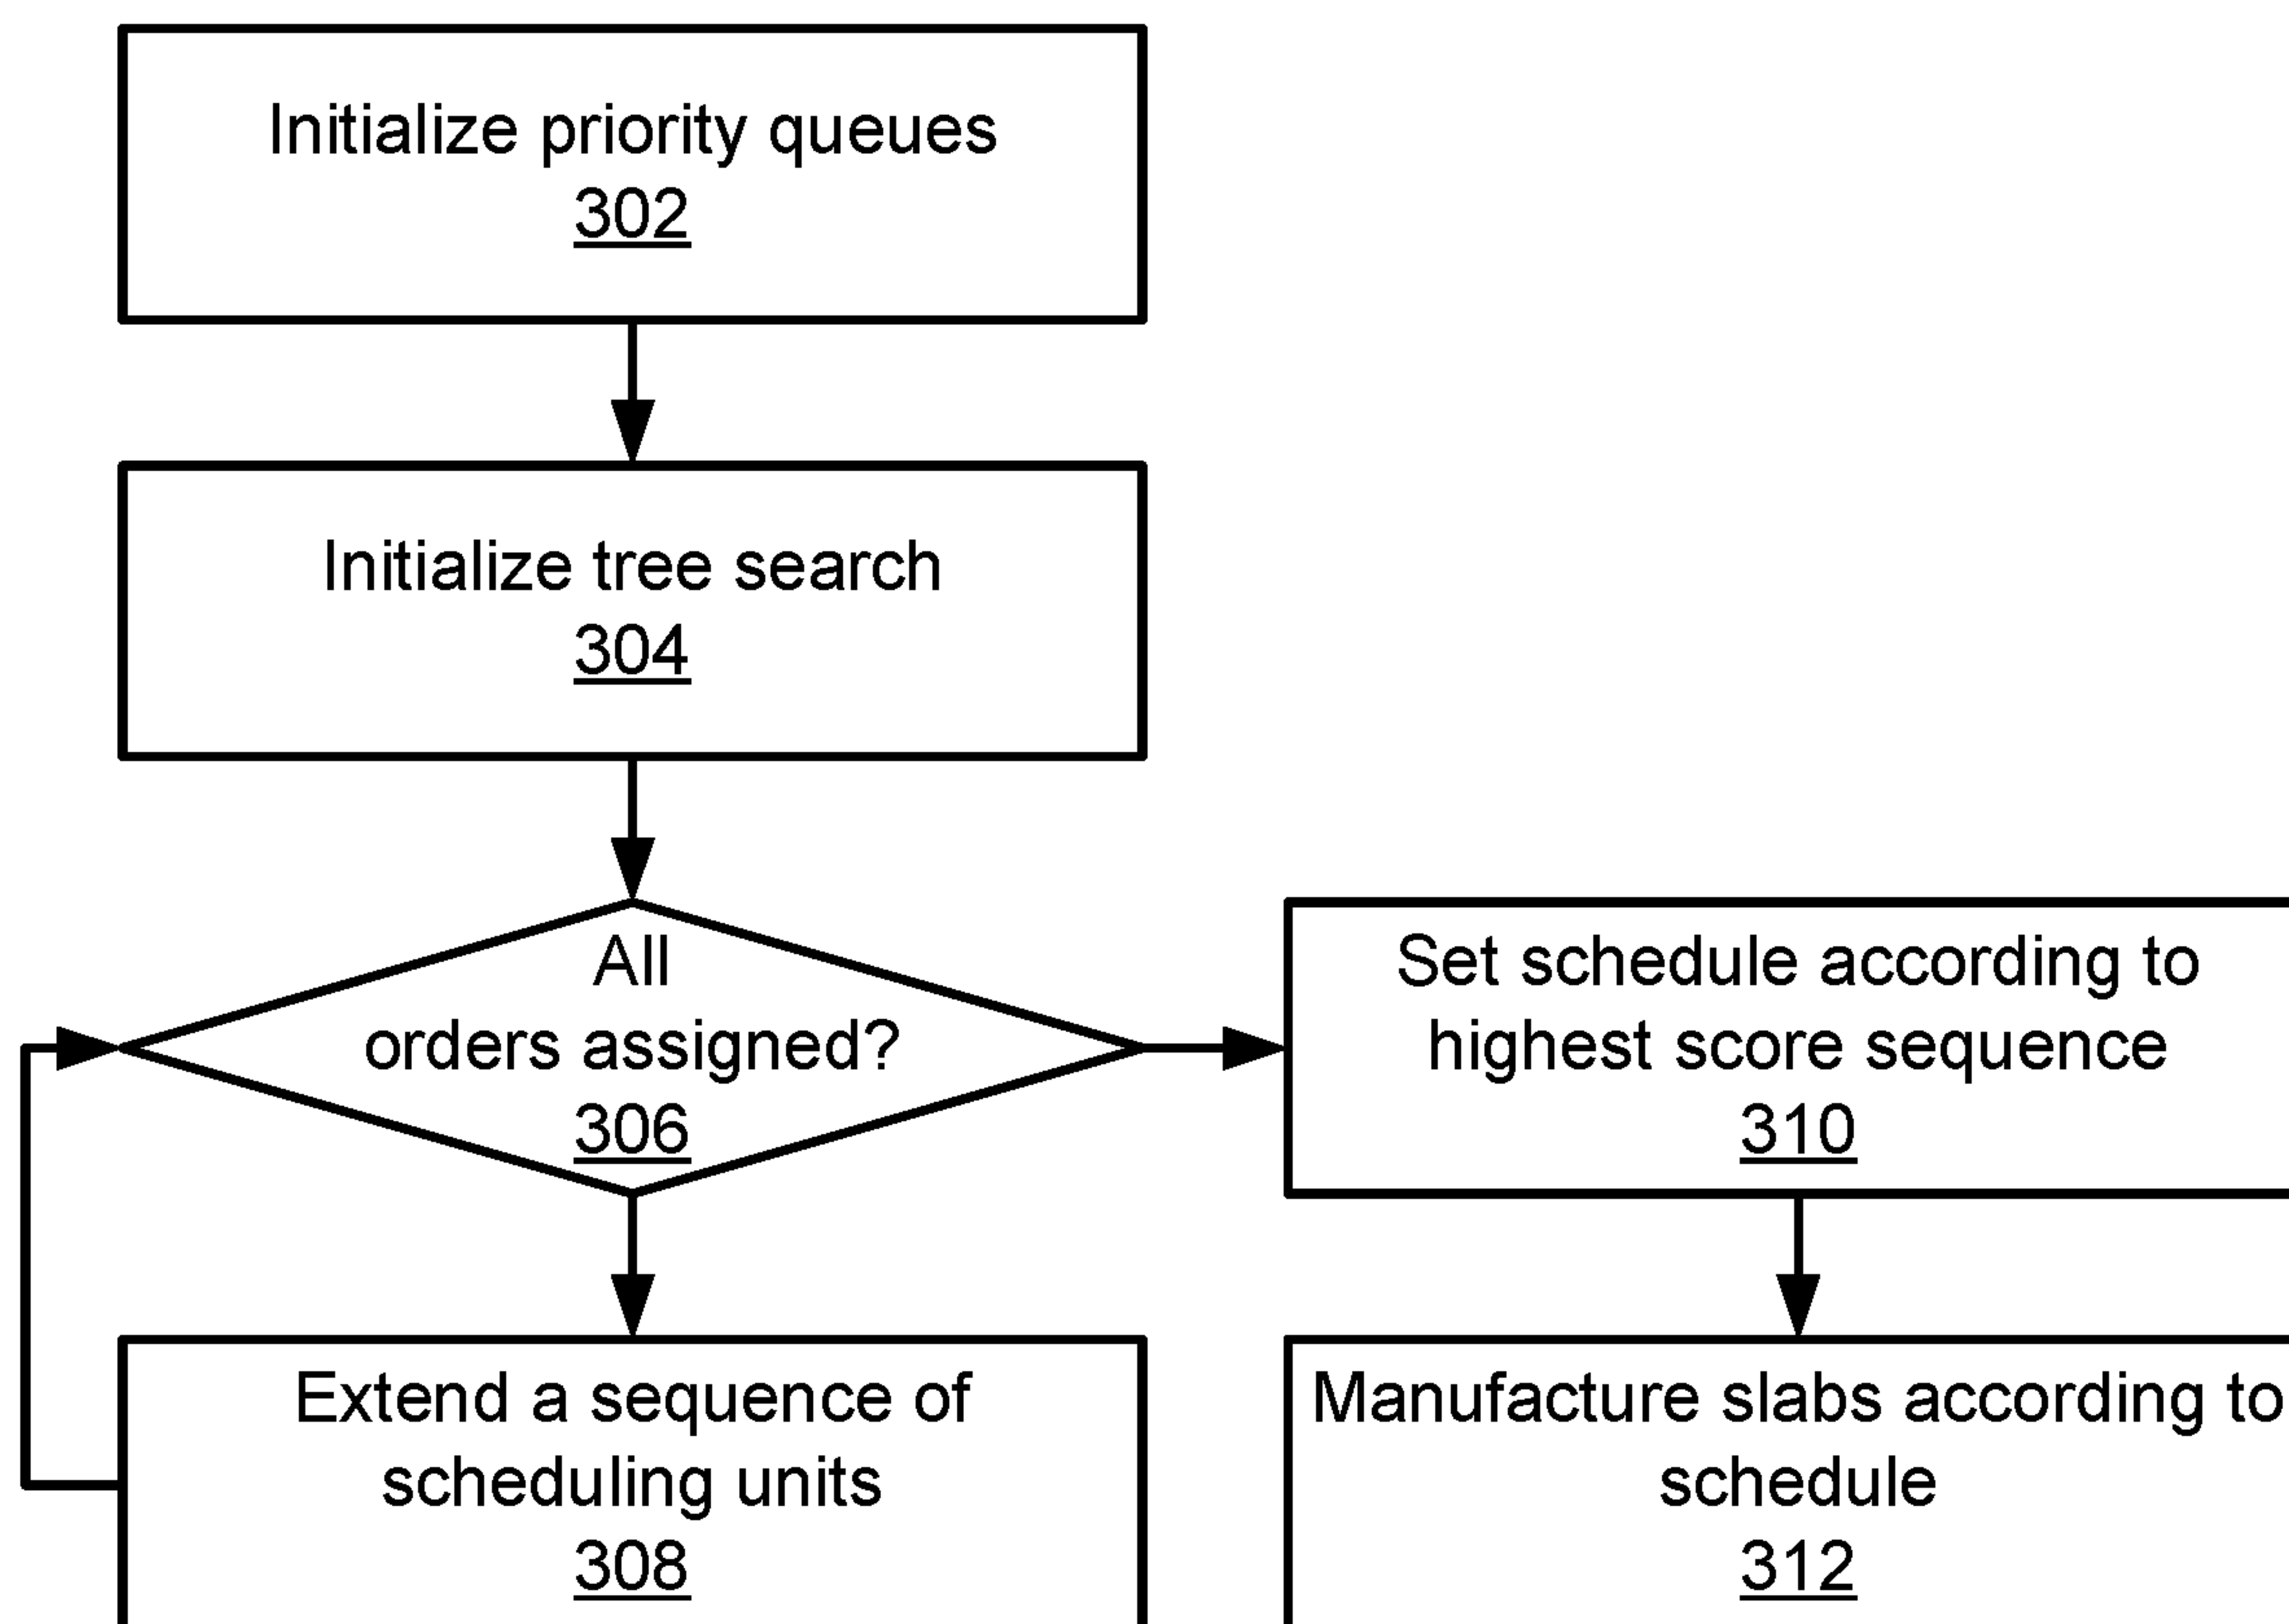 Initialize priority queues
302
Initialize tree search
304
All
orders assigned?
306
Set schedule according to
highest score sequence
310
Extend a sequence of
scheduling units
308
Manufacture slabs according to
schedule
312